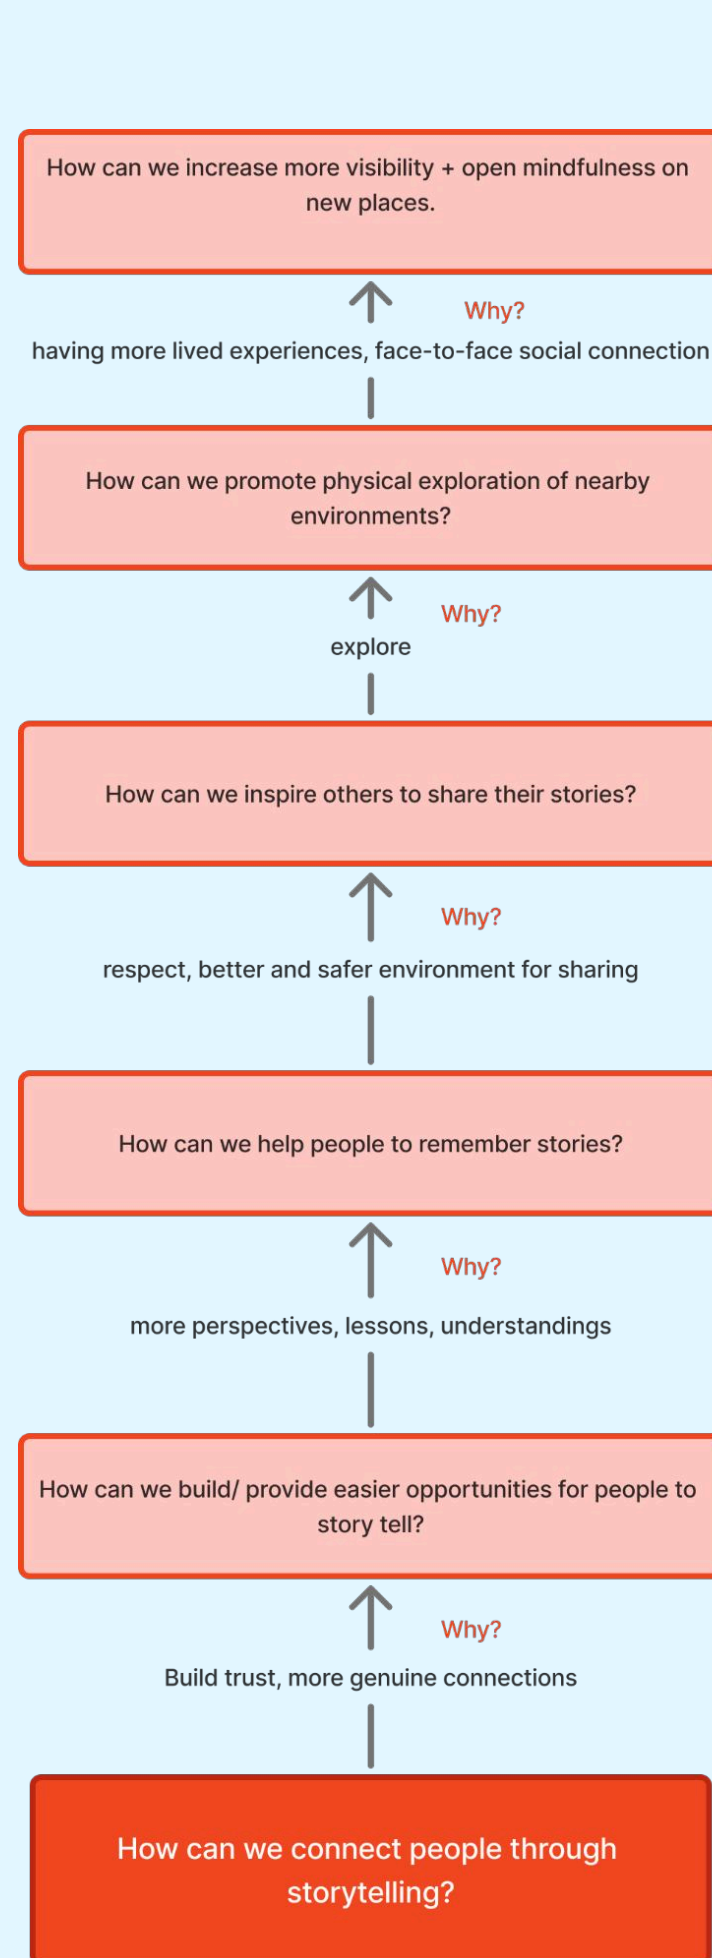 How can we increase more visibility + open mindfulness on
new places.
Why?
having more lived experiences, face-to-face social connection
How can we promote physical exploration of nearby
environments?
Why?
explore
How can we inspire others to share their stories?
Why?
respect, better and safer environment for sharing
How can we help people to remember stories?
Why?
more perspectives, lessons, understandings
How can we build/ provide easier opportunities for people to
story tell?
Why?
Build trust, more genuine connections
How can we connect people through
storytelling?